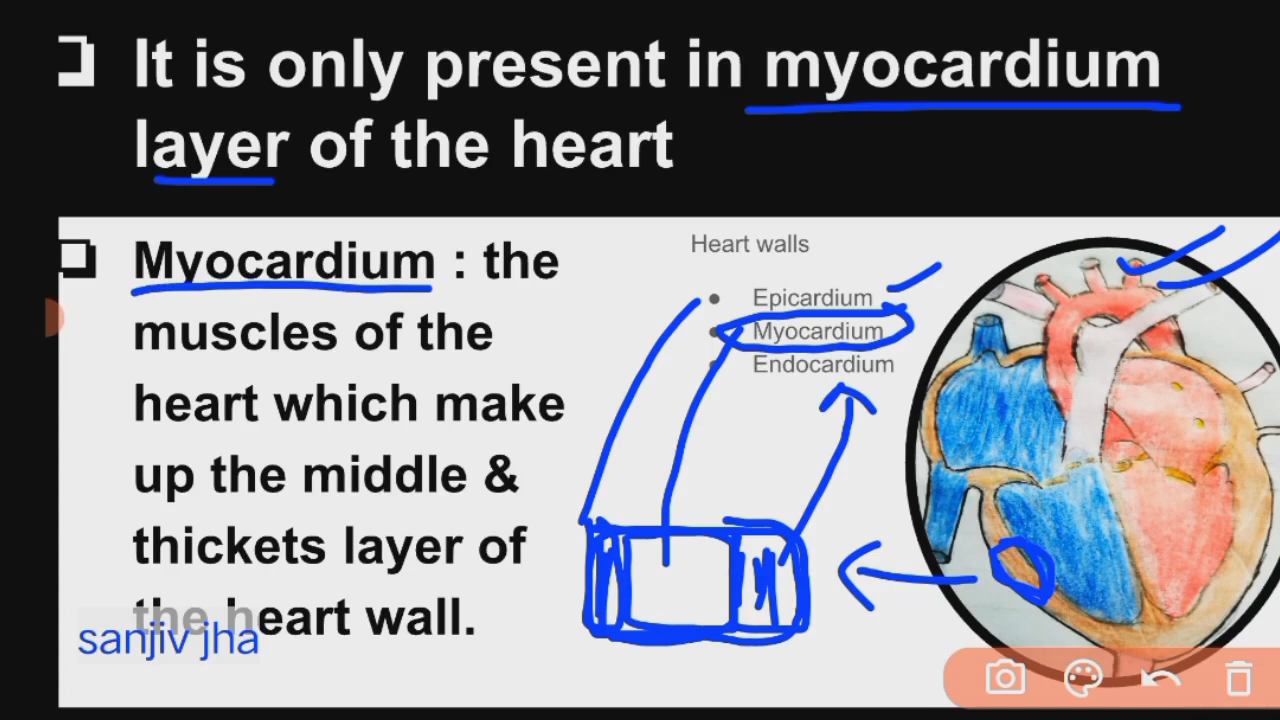 ❑ It is only present in myocardium
layer of the heart
❑ Myocardium : the
muscles of the
heart which make
up the middle &
thickets layer of
the heart wall.
sanjiv jha
Heart walls
● Epicardium
● Myocardium
● Endocardium